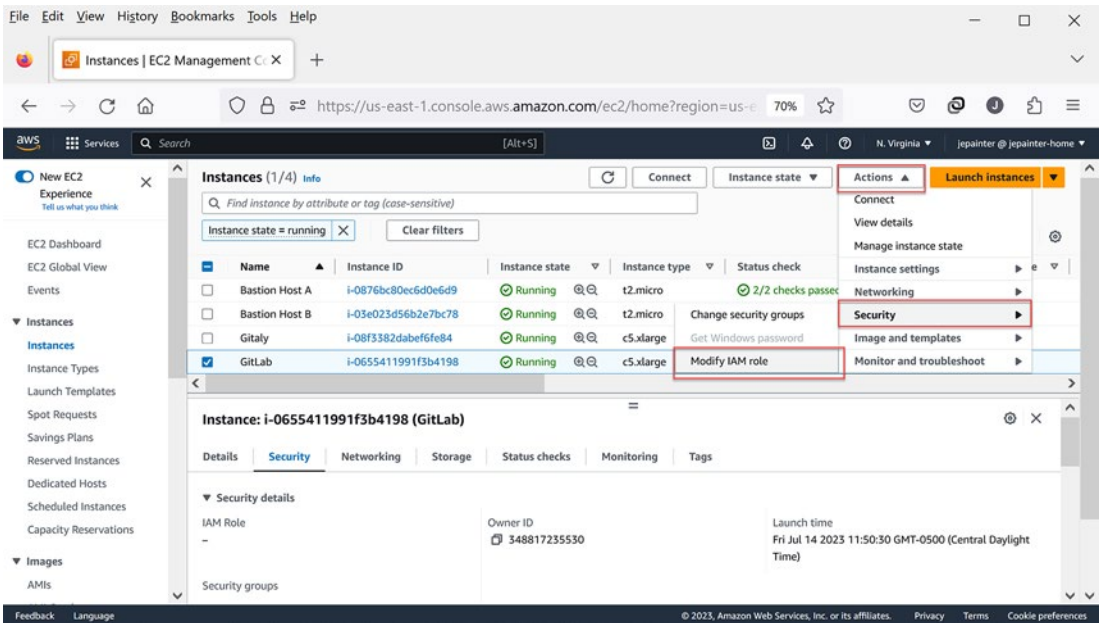 File Edit View History Bookmarks Tools Help
Instances | EC2 Management Co
https://us-east-1.console.aws.amazon.com/ec2/home?region=us-e 70%
J
aws Services Search [Alt+S] N. Virginia jepainter @ jepainter-home
New EC2
Experience
Tell us what you think
EC2 Dashboard
EC2 Global View
Events
Instances
Instances
Instance Types
Launch Templates
Spot Requests
Savings Plans
Reserved Instances
Dedicated Hosts
Scheduled Instances
Capacity Reservations
Images
AMIs
Instances (1/4) Info Connect Instance state Actions Launch instances
Find instance by attribute or tag (case-sensitive)
Instance state = running Clear filters
Name Instance ID Instance state Instance type Status check
Bastion Host A i-0876bc80ec6d0e6d9 Running t2.micro 2/2 checks passed
Bastion Host B i-03e023d56b2e7bc78 Running t2.micro
Gitaly i-08f3382dabef6fe84 Running c5.xlarge
GitLab i-0655411991f3b4198 Running c5.xlarge
Connect
View details
Manage instance state
Instance settings
Networking
Security
Image and templates
Monitor and troubleshoot
Change security groups
Get Windows password
Modify IAM role
Instance: i-0655411991f3b4198 (GitLab)
Details Security Networking Storage Status checks Monitoring Tags
Security details
IAM Role Owner ID Launch time
– 348817235530 Fri Jul 14 2023 11:50:30 GMT-0500 (Central Daylight
Time)
Security groups
Feedback Language © 2023, Amazon Web Services, Inc. or its affiliates. Privacy Terms Cookie preferences